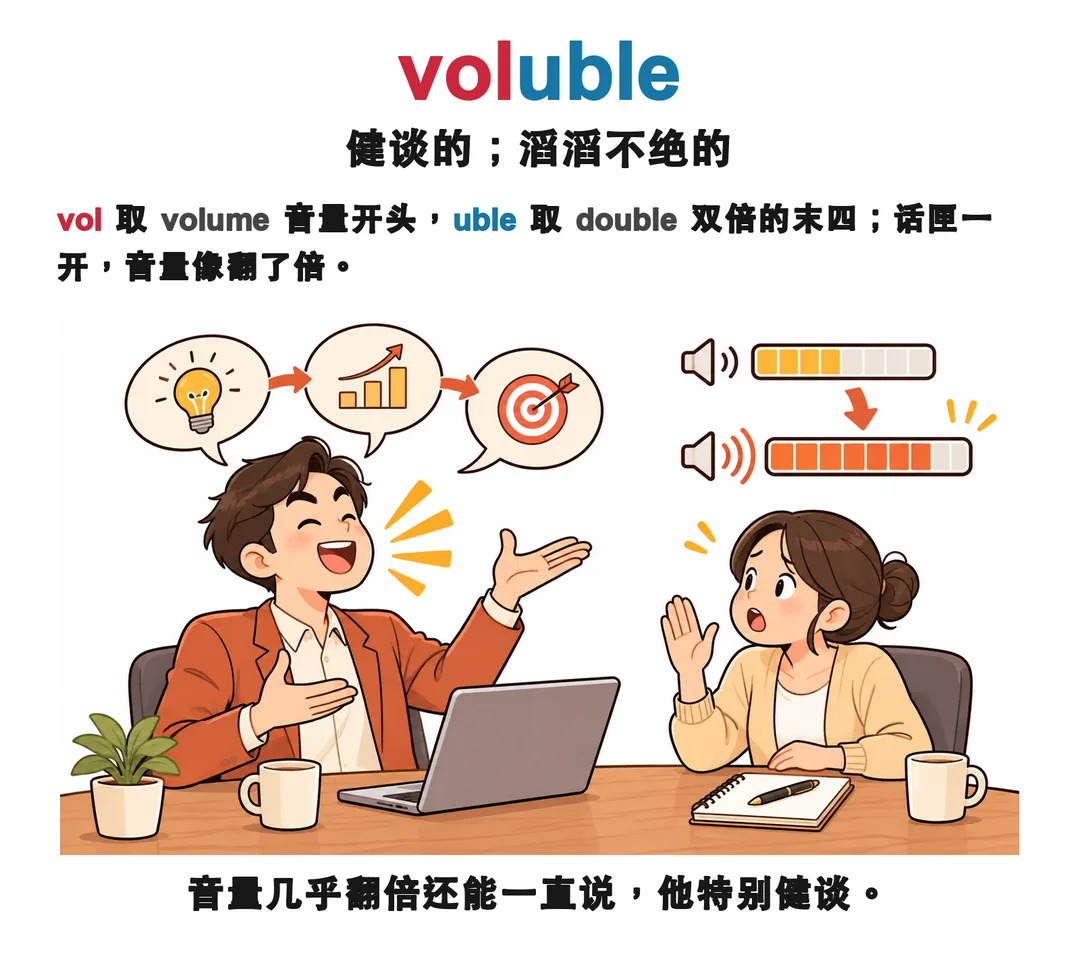 voluble
健谈的；滔滔不绝的
vol 取 volume 音量开头，uble 取 double 双倍的末四；话匣一
开，音量像翻了倍。
音量几乎翻倍还能一直说，他特别健谈。